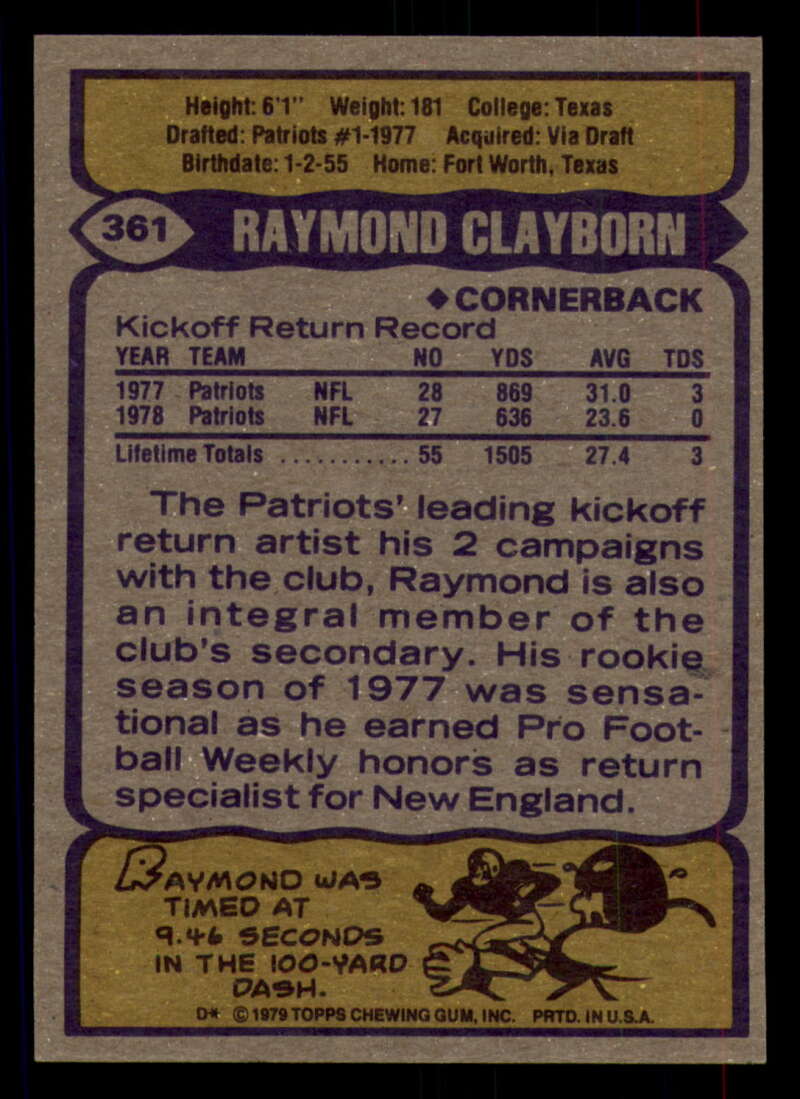 Height: 6'1" Weight: 181 College: Texas
Drafted: Patriots #1-1977 Acquired: Via Draft
Birthdate: 1-2-55 Home: Fort Worth, Texas
361 RAYMOND CLAYBORN
◆CORNERBACK
Kickoff Return Record
YEAR TEAM NO YDS AVG TDS
1977 Patriots NFL 28 869 31.0 3
1978 Patriots NFL 27 636 23.6 0
Lifetime Totals ........... 55 1505 27.4 3
The Patriots' leading kickoff
return artist his 2 campaigns
with the club, Raymond is also
an integral member of the
club's secondary. His rookie
season of 1977 was sensa-
tional as he earned Pro Foot-
ball Weekly honors as return
specialist for New England.
RAYMOND WAS
TIMED AT
9.46 SECONDS
IN THE 100-YARD
DASH.
D* © 1979 TOPPS CHEWING GUM, INC. PRTD. IN U.S.A.